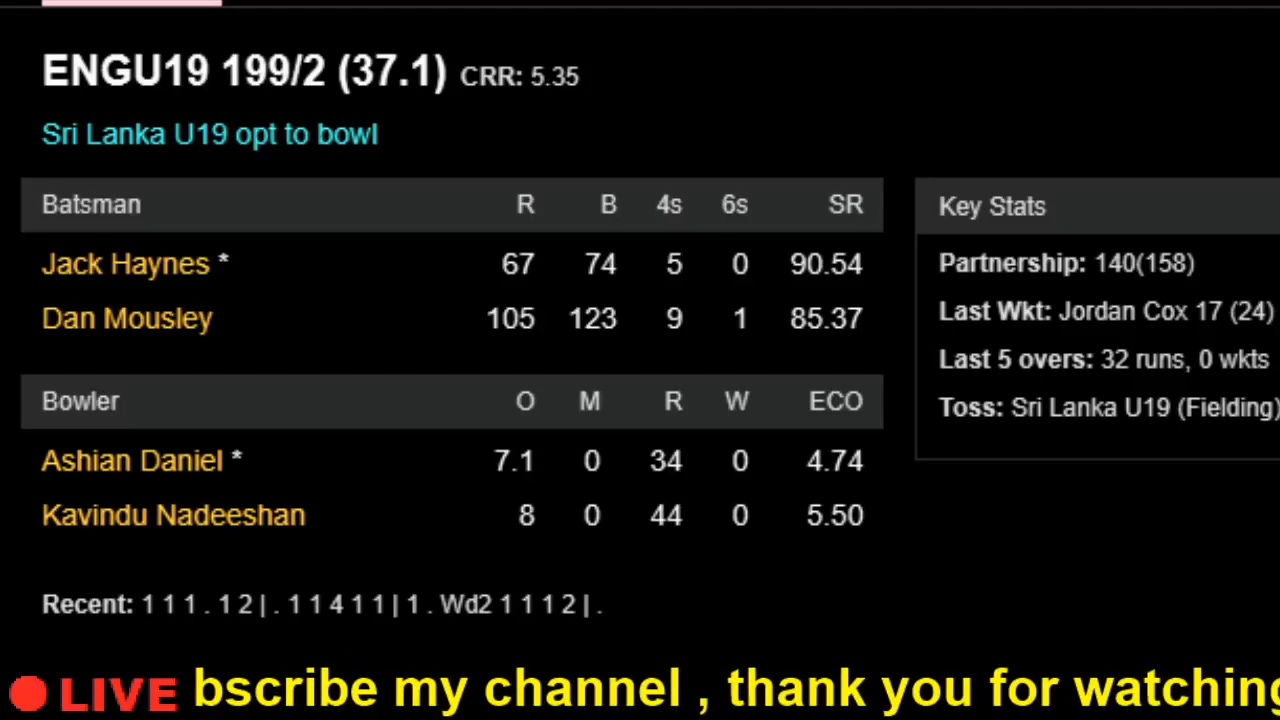 ENGU19 199/2 (37.1) CRR: 5.35
Sri Lanka U19 opt to bowl
Batsman R B 4s 6s SR
Jack Haynes * 67 74 5 0 90.54
Dan Mousley 105 123 9 1 85.37
Bowler O M R W ECO
Ashian Daniel * 7.1 0 34 0 4.74
Kavindu Nadeeshan 8 0 44 0 5.50
Recent: 1 1 1 . 1 2 | . 1 1 4 1 1 | 1 . Wd2 1 1 1 2 | .
Key Stats
Partnership: 140(158)
Last Wkt: Jordan Cox 17 (24)
Last 5 overs: 32 runs, 0 wkts
Toss: Sri Lanka U19 (Fielding)
LIVE bscribe my channel , thank you for watching